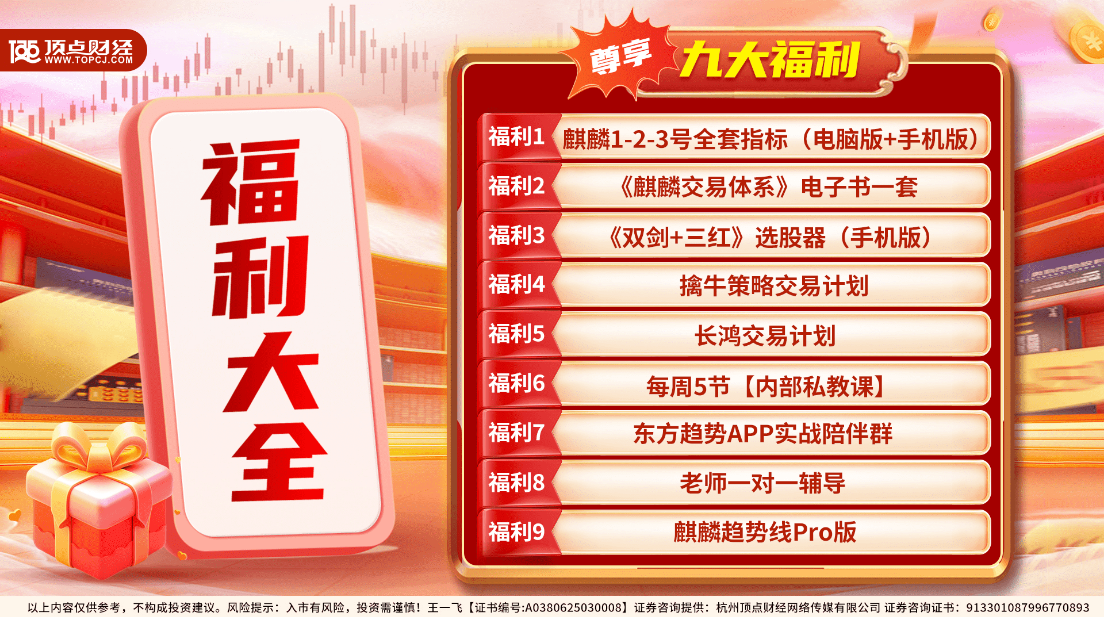 顶点财经
WWW.TOPCJ.COM
福利大全
尊享
九大福利
福利1 麒麟1-2-3号全套指标（电脑版+手机版）
福利2 《麒麟交易体系》电子书一套
福利3 《双剑+三红》选股器（手机版）
福利4 擒牛策略交易计划
福利5 长鸿交易计划
福利6 每周5节【内部私教课】
福利7 东方趋势APP实战陪伴群
福利8 老师一对一辅导
福利9 麒麟趋势线Pro版
以上内容仅供参考，不构成投资建议。风险提示：入市有风险，投资需谨慎！王一飞【证书编号:A0380625030008】证券咨询提供：杭州顶点财经网络传媒有限公司 证券咨询证书：913301087996770893